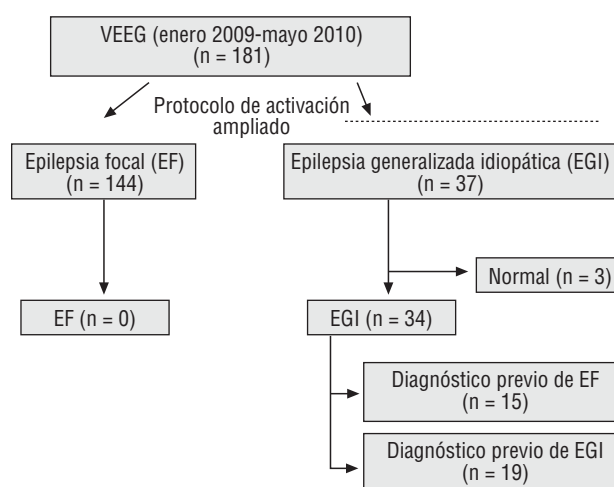 VEEG (enero 2009-mayo 2010)
(n = 181)
Protocolo de activación
ampliado
Epilepsia focal (EF)
(n = 144)
Epilepsia generalizada idiopática (EGI)
(n = 37)
Normal (n = 3)
EF (n = 0)
EGI (n = 34)
Diagnóstico previo de EF
(n = 15)
Diagnóstico previo de EGI
(n = 19)